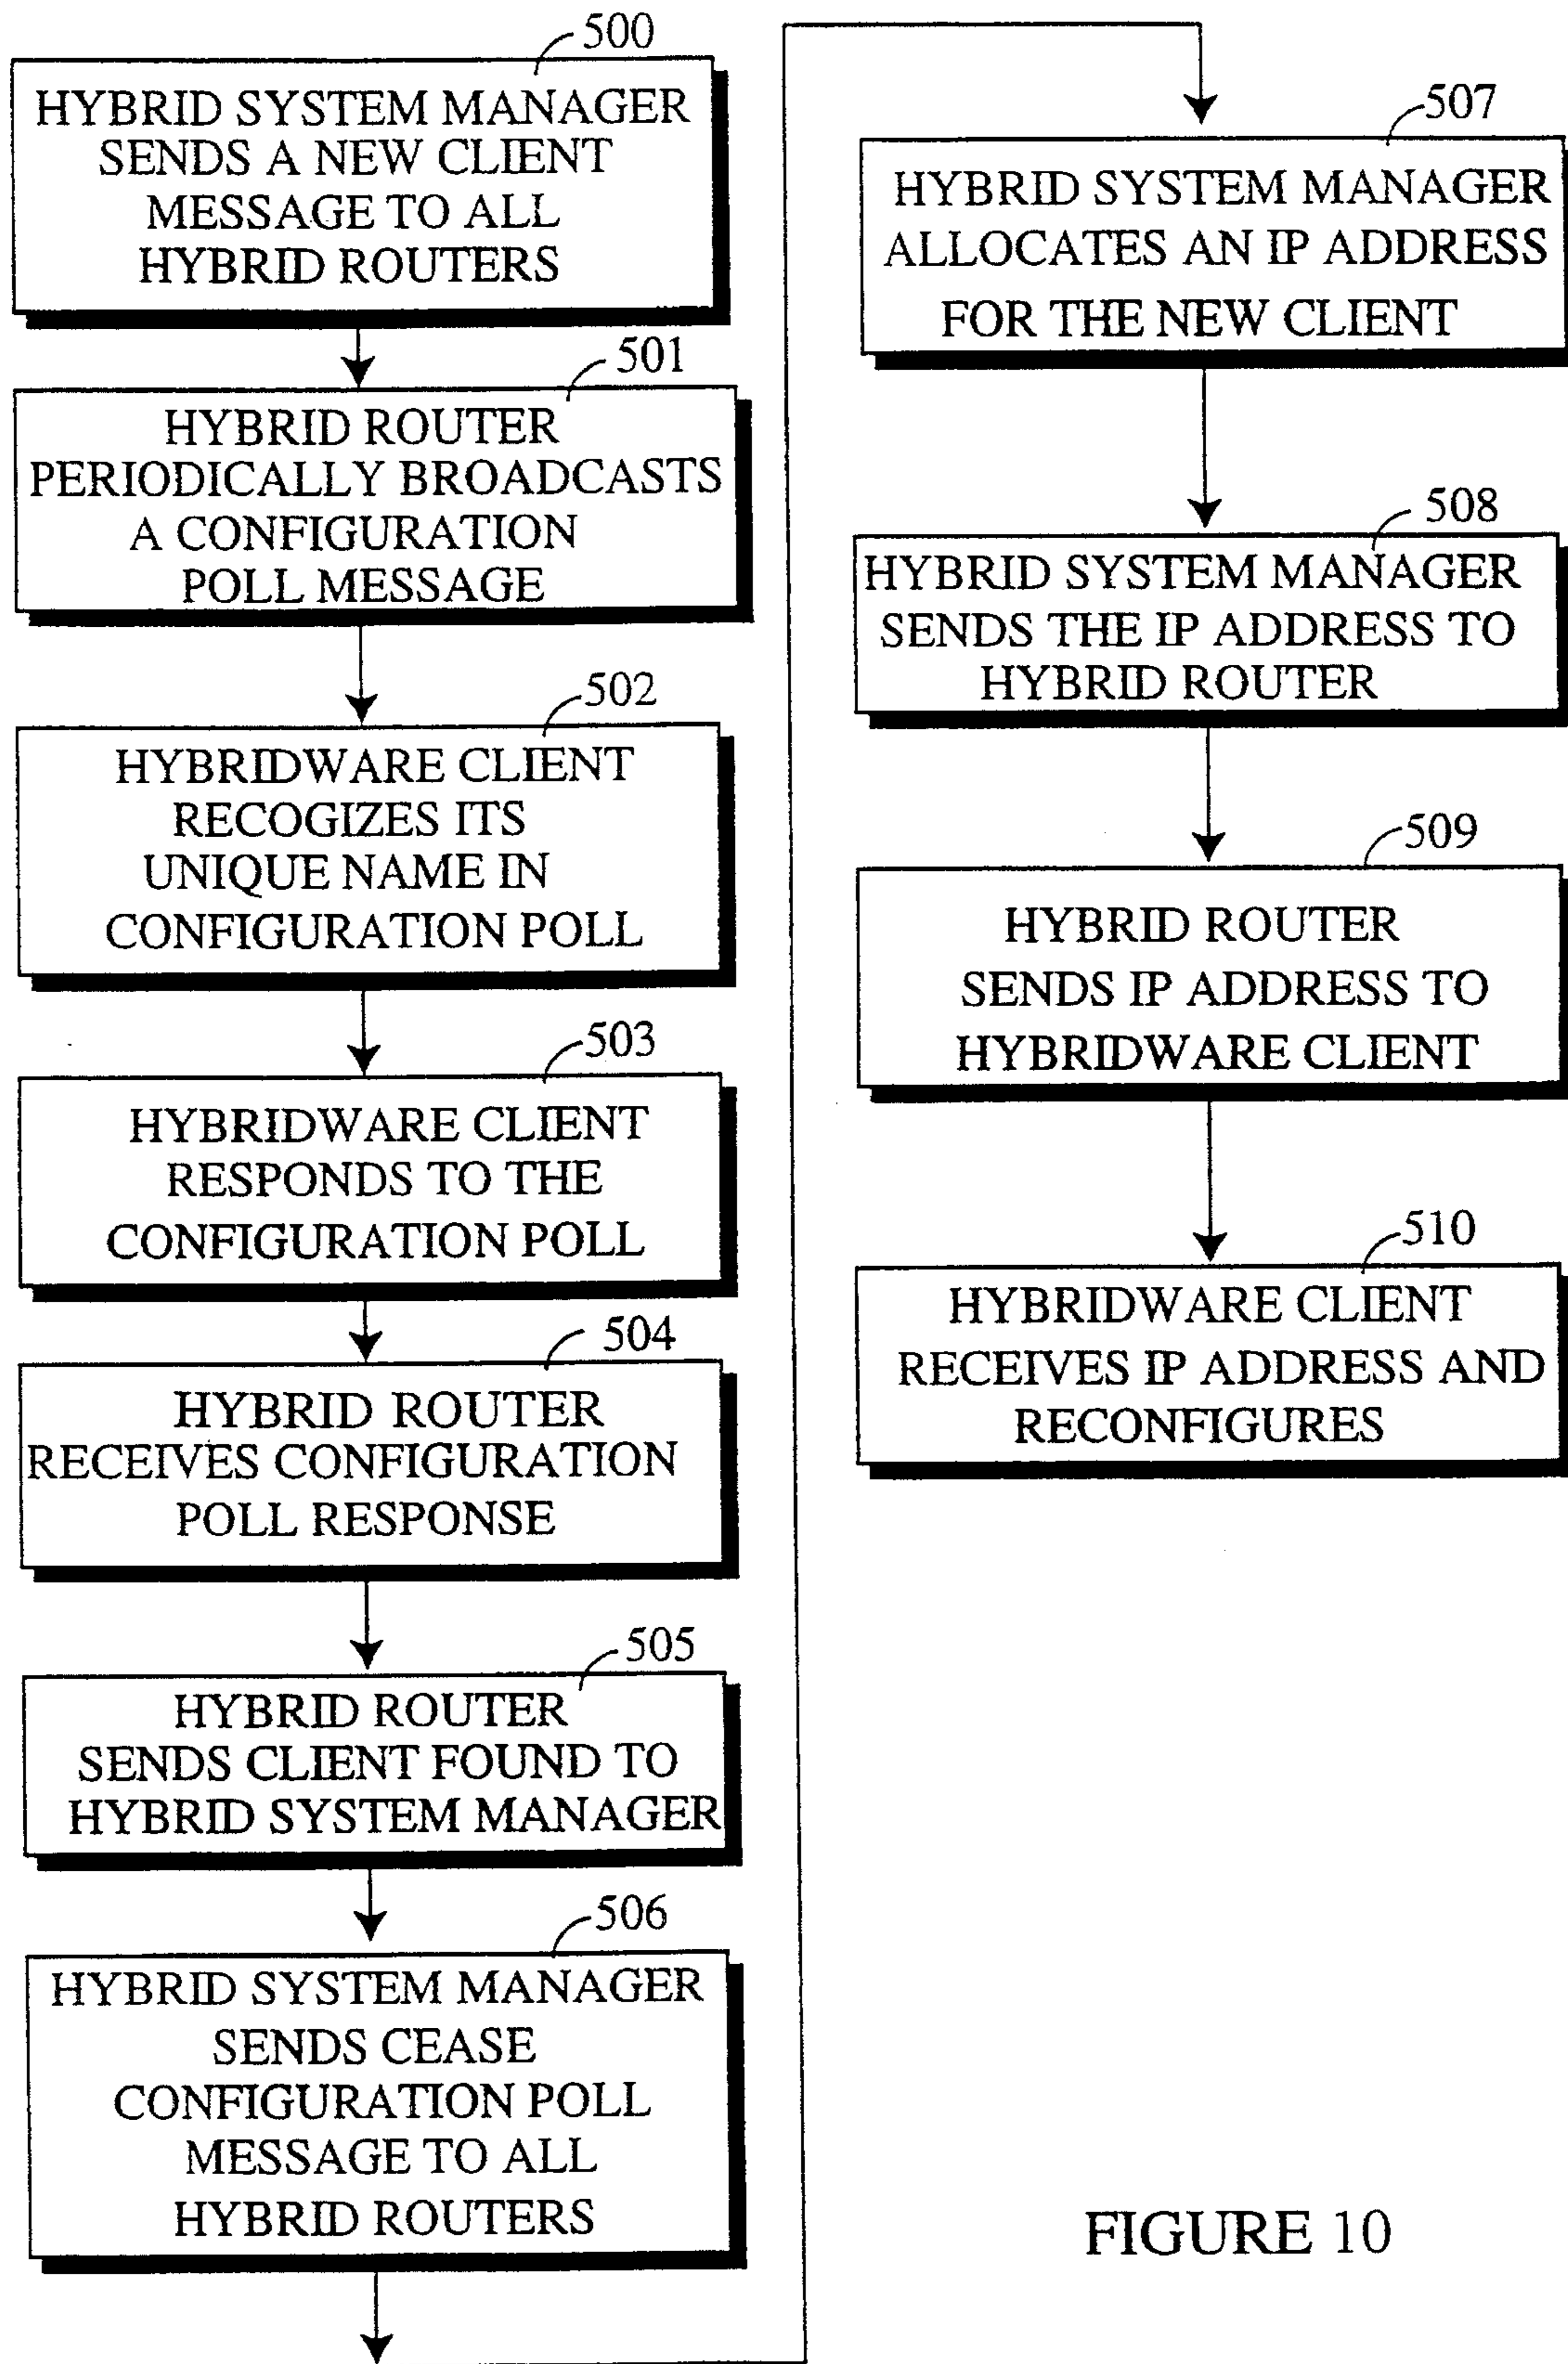 500
HYBRID SYSTEM MANAGER
SENDS A NEW CLIENT
MESSAGE TO ALL
HYBRID ROUTERS
501
HYBRID ROUTER
PERIODICALLY BROADCASTS
A CONFIGURATION
POLL MESSAGE
502
HYBRIDWARE CLIENT
RECOGIZES ITS
UNIQUE NAME IN
CONFIGURATION POLL
503
HYBRIDWARE CLIENT
RESPONDS TO THE
CONFIGURATION POLL
504
HYBRID ROUTER
RECEIVES CONFIGURATION
POLL RESPONSE
505
HYBRID ROUTER
SENDS CLIENT FOUND TO
HYBRID SYSTEM MANAGER
506
HYBRID SYSTEM MANAGER
SENDS CEASE
CONFIGURATION POLL
MESSAGE TO ALL
HYBRID ROUTERS
507
HYBRID SYSTEM MANAGER
ALLOCATES AN IP ADDRESS
FOR THE NEW CLIENT
508
HYBRID SYSTEM MANAGER
SENDS THE IP ADDRESS TO
HYBRID ROUTER
509
HYBRID ROUTER
SENDS IP ADDRESS TO
HYBRIDWARE CLIENT
510
HYBRIDWARE CLIENT
RECEIVES IP ADDRESS AND
RECONFIGURES
FIGURE 10